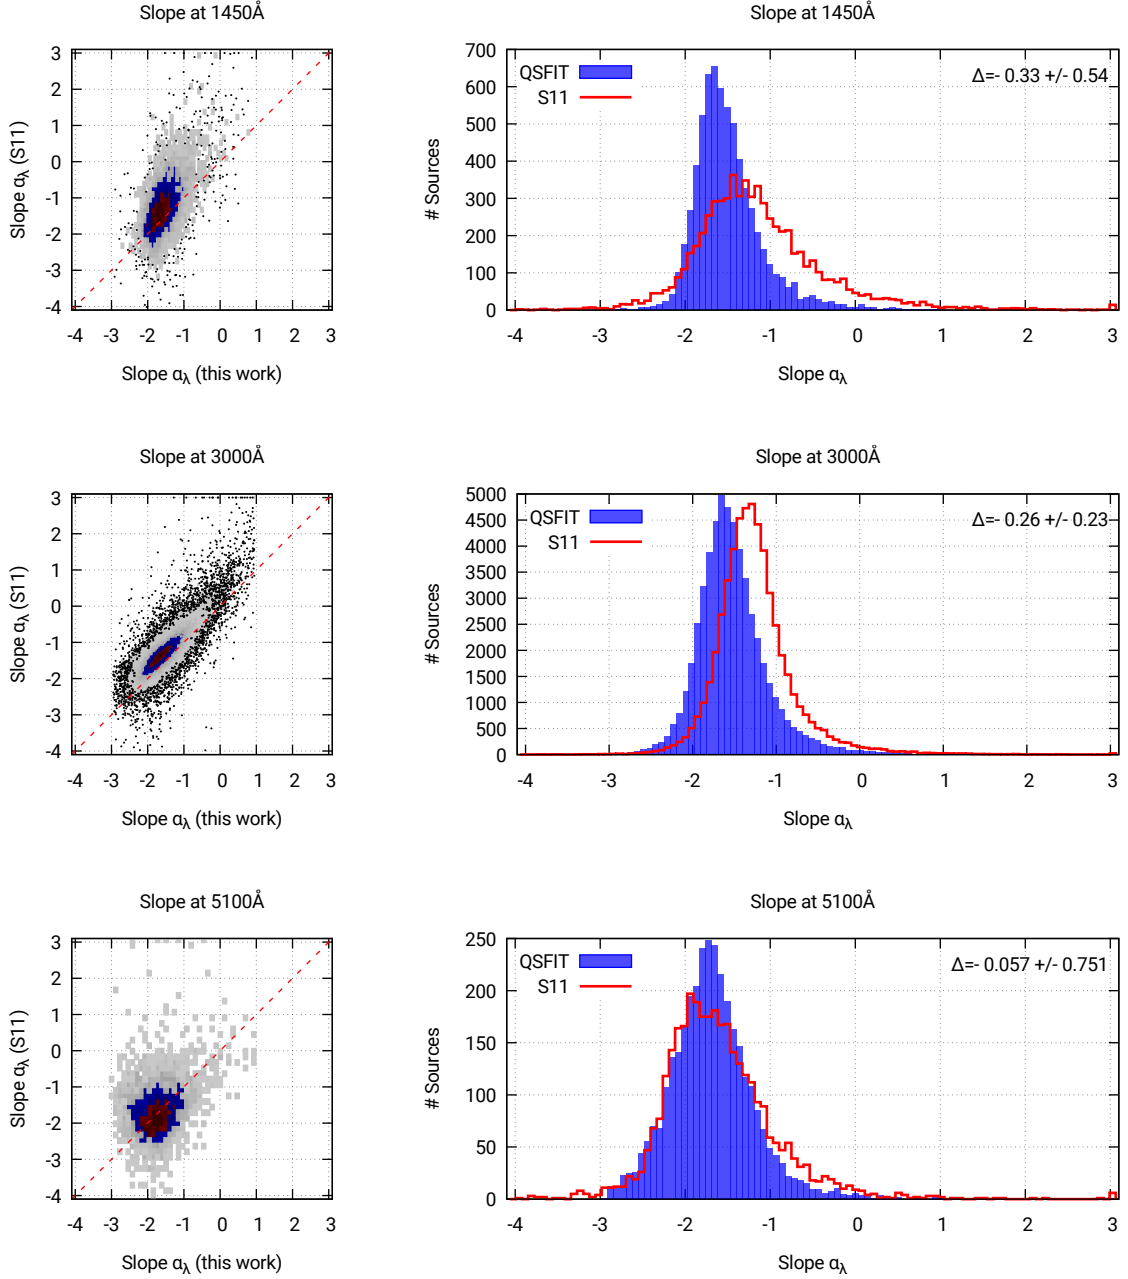 Slope at 1450Å
Slope αλ (S11)
3
2
1
0
-1
-2
-3
-4
-4 -3 -2 -1 0 1 2 3
Slope αλ (this work)
Slope at 1450Å
# Sources
700
600
500
400
300
200
100
0
QSFIT
S11
Δ=- 0.33 +/- 0.54
-4 -3 -2 -1 0 1 2 3
Slope αλ
Slope at 3000Å
Slope αλ (S11)
3
2
1
0
-1
-2
-3
-4
-4 -3 -2 -1 0 1 2 3
Slope αλ (this work)
Slope at 3000Å
# Sources
5000
4500
4000
3500
3000
2500
2000
1500
1000
500
0
QSFIT
S11
Δ=- 0.26 +/- 0.23
-4 -3 -2 -1 0 1 2 3
Slope αλ
Slope at 5100Å
Slope αλ (S11)
3
2
1
0
-1
-2
-3
-4
-4 -3 -2 -1 0 1 2 3
Slope αλ (this work)
Slope at 5100Å
# Sources
250
200
150
100
50
0
QSFIT
S11
Δ=- 0.057 +/- 0.751
-4 -3 -2 -1 0 1 2 3
Slope αλ